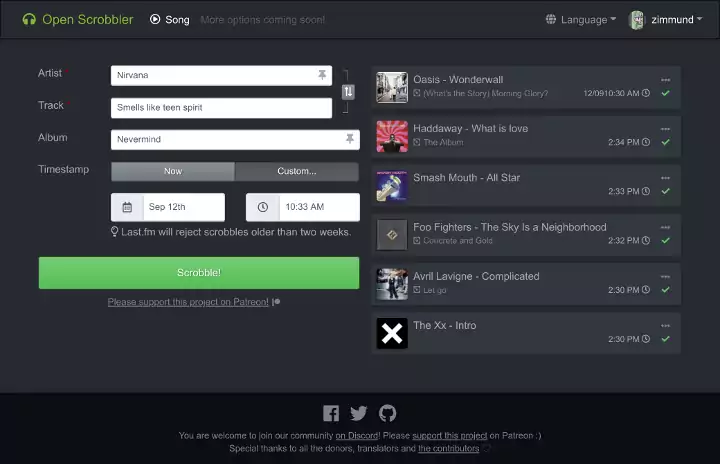 Open Scrobbler
Song
More options coming soon!
Language
zimmund
Artist *
Nirvana
Track *
Smells like teen spirit
Album
Nevermind
Timestamp
Now
Custom...
Sep 12th
10:33 AM
Last.fm will reject scrobbles older than two weeks.
Scrobble!
Please support this project on Patreon!
Oasis - Wonderwall
(What's the Story) Morning Glory?
12/09 10:30 AM
Haddaway - What is love
The Album
2:34 PM
Smash Mouth - All Star
2:33 PM
Foo Fighters - The Sky Is a Neighborhood
Concrete and Gold
2:32 PM
Avril Lavigne - Complicated
Let go
2:30 PM
The Xx - Intro
2:30 PM
You are welcome to join our community on Discord! Please support this project on Patreon :)
Special thanks to all the donors, translators and the contributors ♡